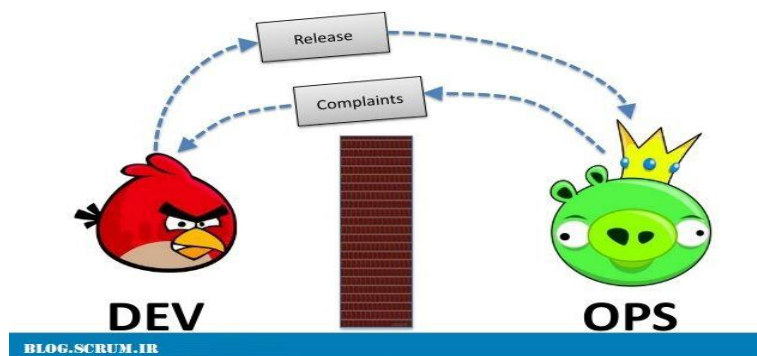 Release
Complaints
DEV
OPS
BLOG.SCRUM.IR